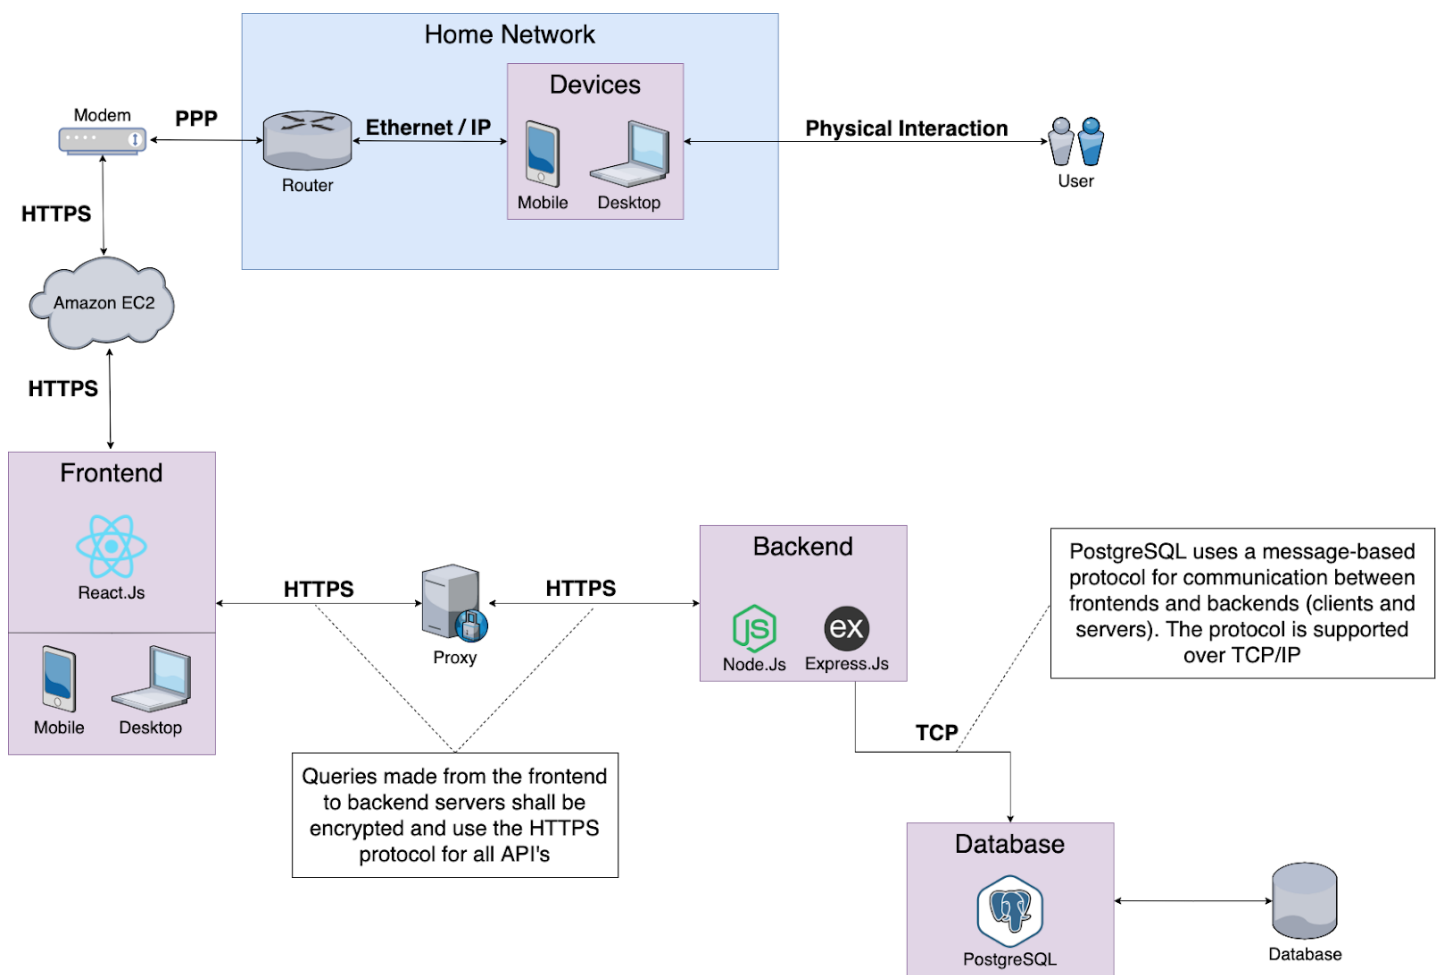 Home Network
Devices
Modem
PPP
Ethernet / IP
Physical Interaction
Router
Mobile
Desktop
User
HTTPS
Amazon EC2
HTTPS
Frontend
React.Js
Mobile
Desktop
HTTPS
Proxy
HTTPS
Backend
JS
ex
Node.Js
Express.Js
PostgreSQL uses a message-based
protocol for communication between
frontends and backends (clients and
servers). The protocol is supported
over TCP/IP
TCP
Queries made from the frontend
to backend servers shall be
encrypted and use the HTTPS
protocol for all API's
Database
PostgreSQL
Database